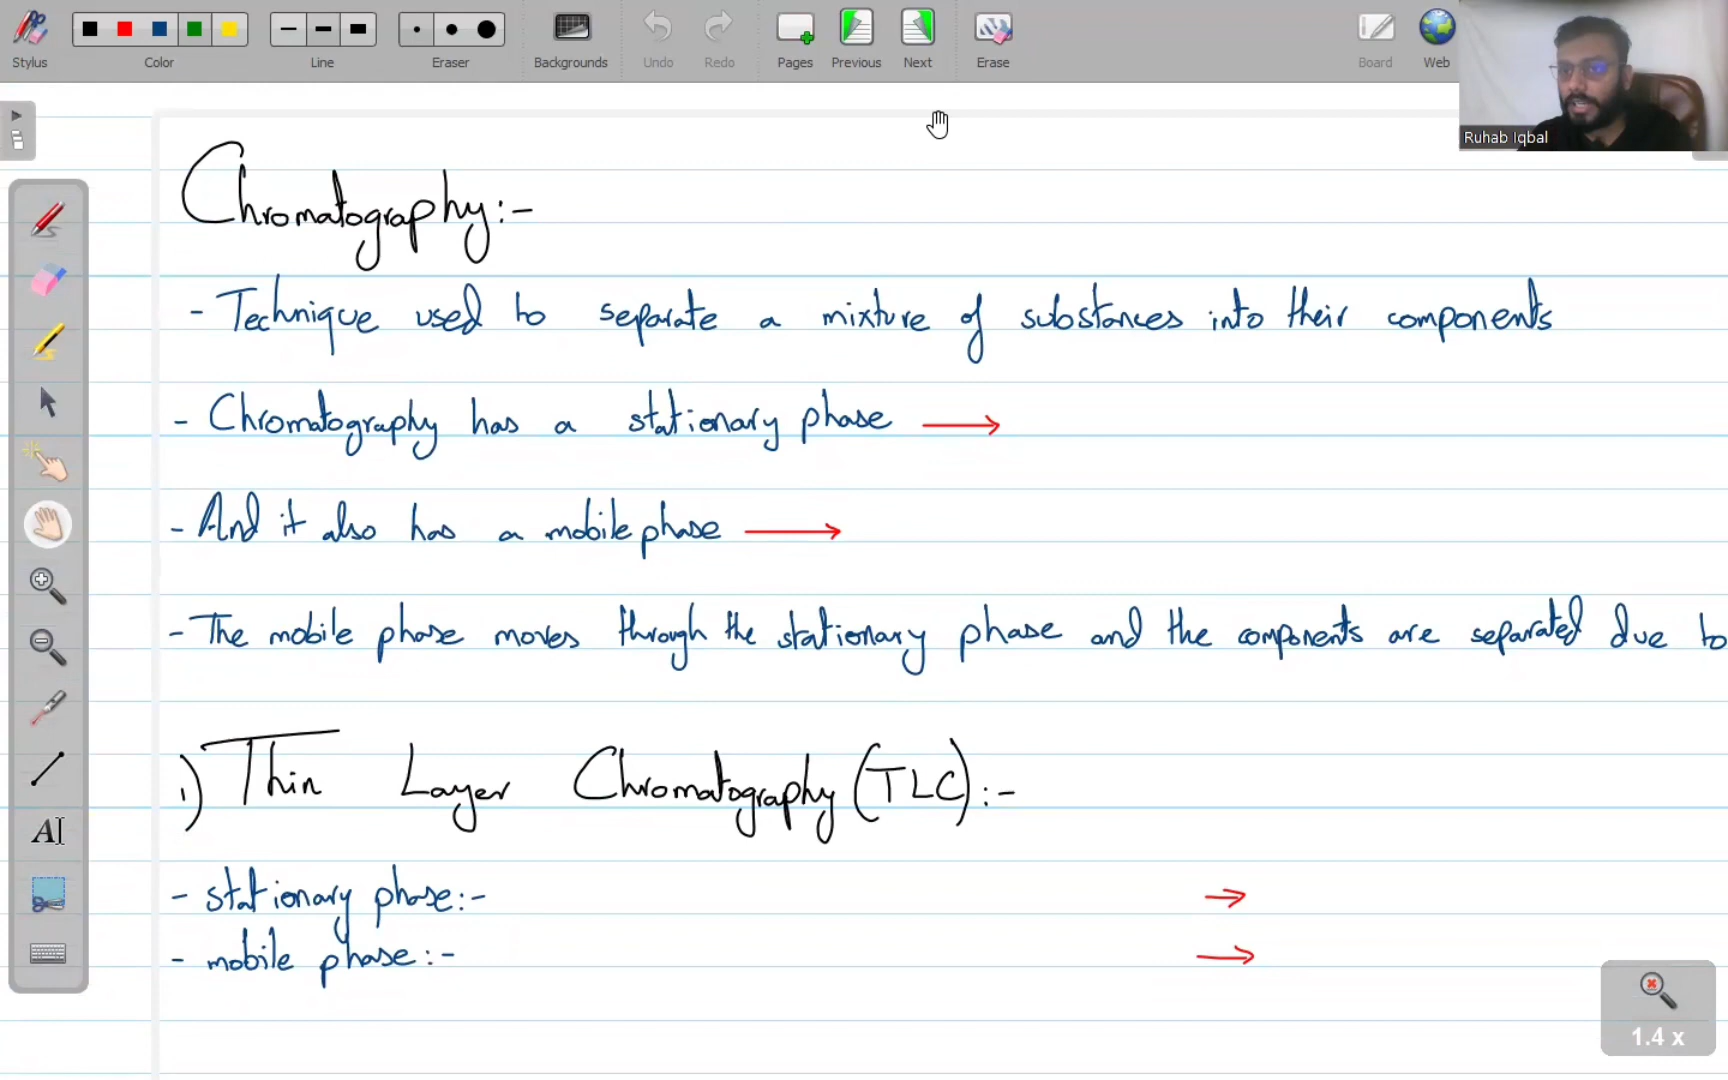 Stylus
Color
Line
Eraser
Backgrounds
Undo
Redo
Pages
Previous
Next
Erase
Board
Web
Ruhab Iqbal
Chromatography:-
- Technique used to separate a mixture of substances into their components
- Chromatography has a stationary phase →
- And it also has a mobile phase →
- The mobile phase moves through the stationary phase and the components are separated due to
1) Thin Layer Chromatography (TLC):-
- stationary phase:- →
- mobile phase:- →
AI
1.4 x